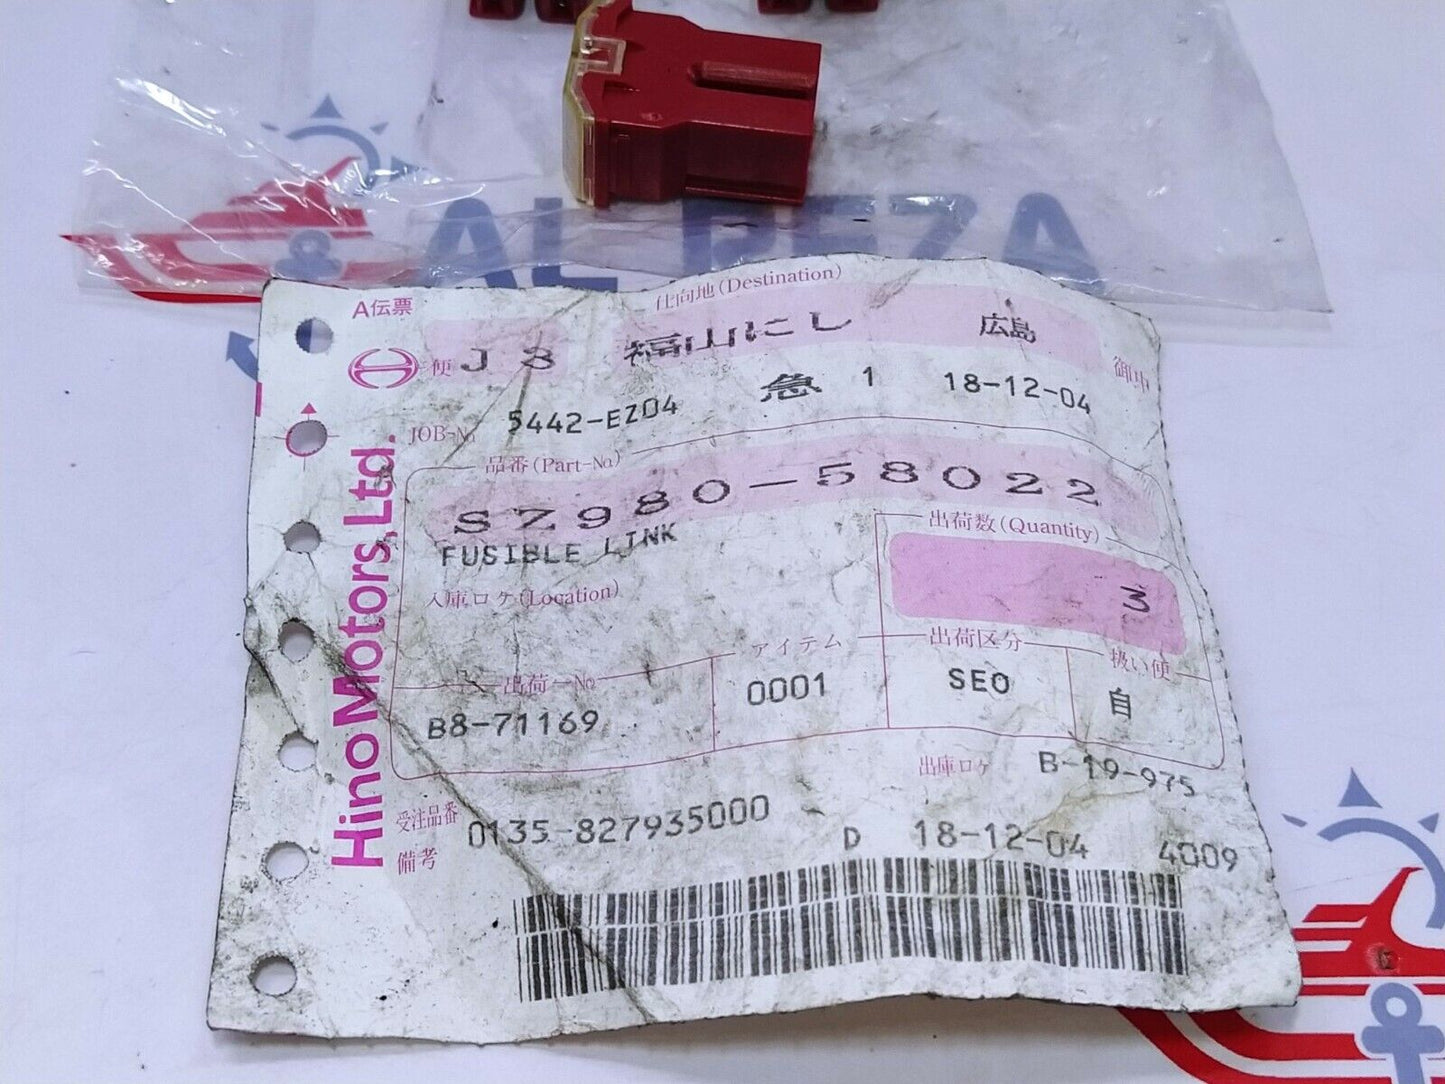 AL REZA
A伝票
仕向地(Destination)
便 J 8 福山にし 広島 御中
JOB-No 5442-EZ04 急 1 18-12-04
品番(Part-No)
SZ980-58022
FUSIBLE LINK
出荷数(Quantity)
3
入庫ロケ(Location)
出荷-No アイテム 出荷区分 扱い便
B8-71169 0001 SEO 自
出庫ロケ B-19-975
受注品番 0135-827935000
備考 D 18-12-04 4009
Hino Motors, Ltd.